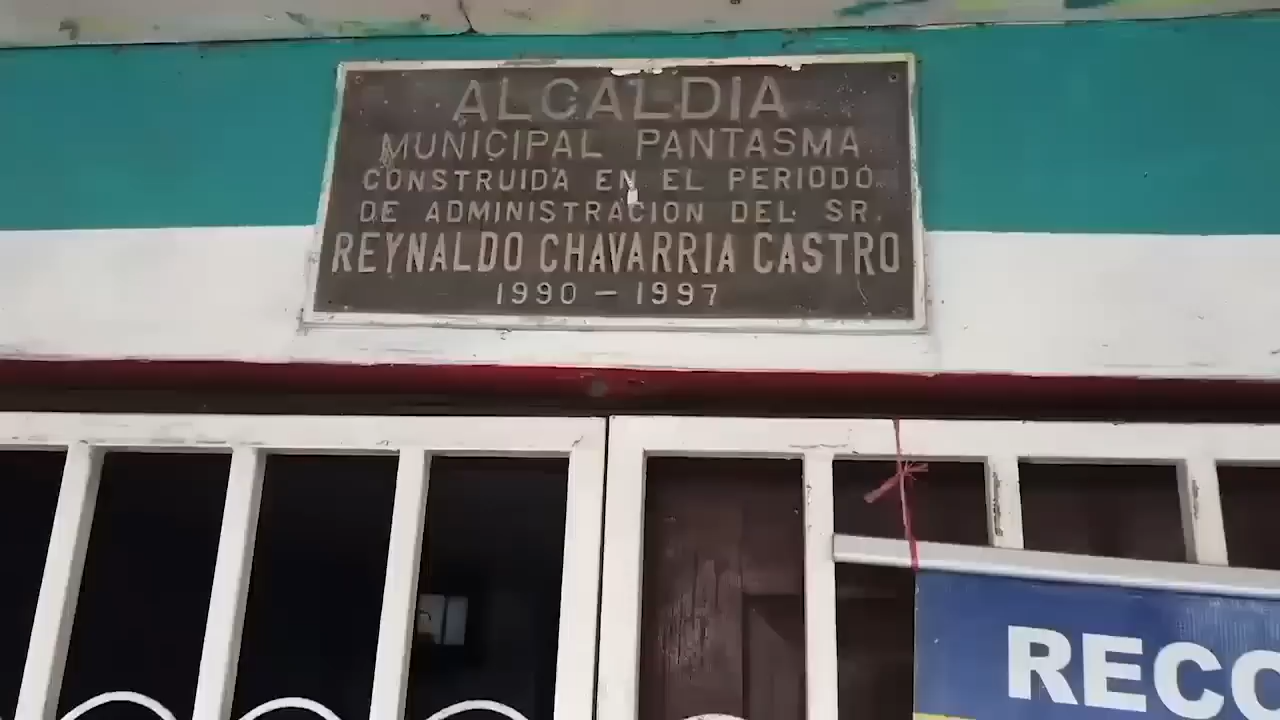 ALCALDIA
MUNICIPAL PANTASMA
CONSTRUIDA EN EL PERIODO
DE ADMINISTRACION DEL SR.
REYNALDO CHAVARRIA CASTRO
1990 – 1997
RECO